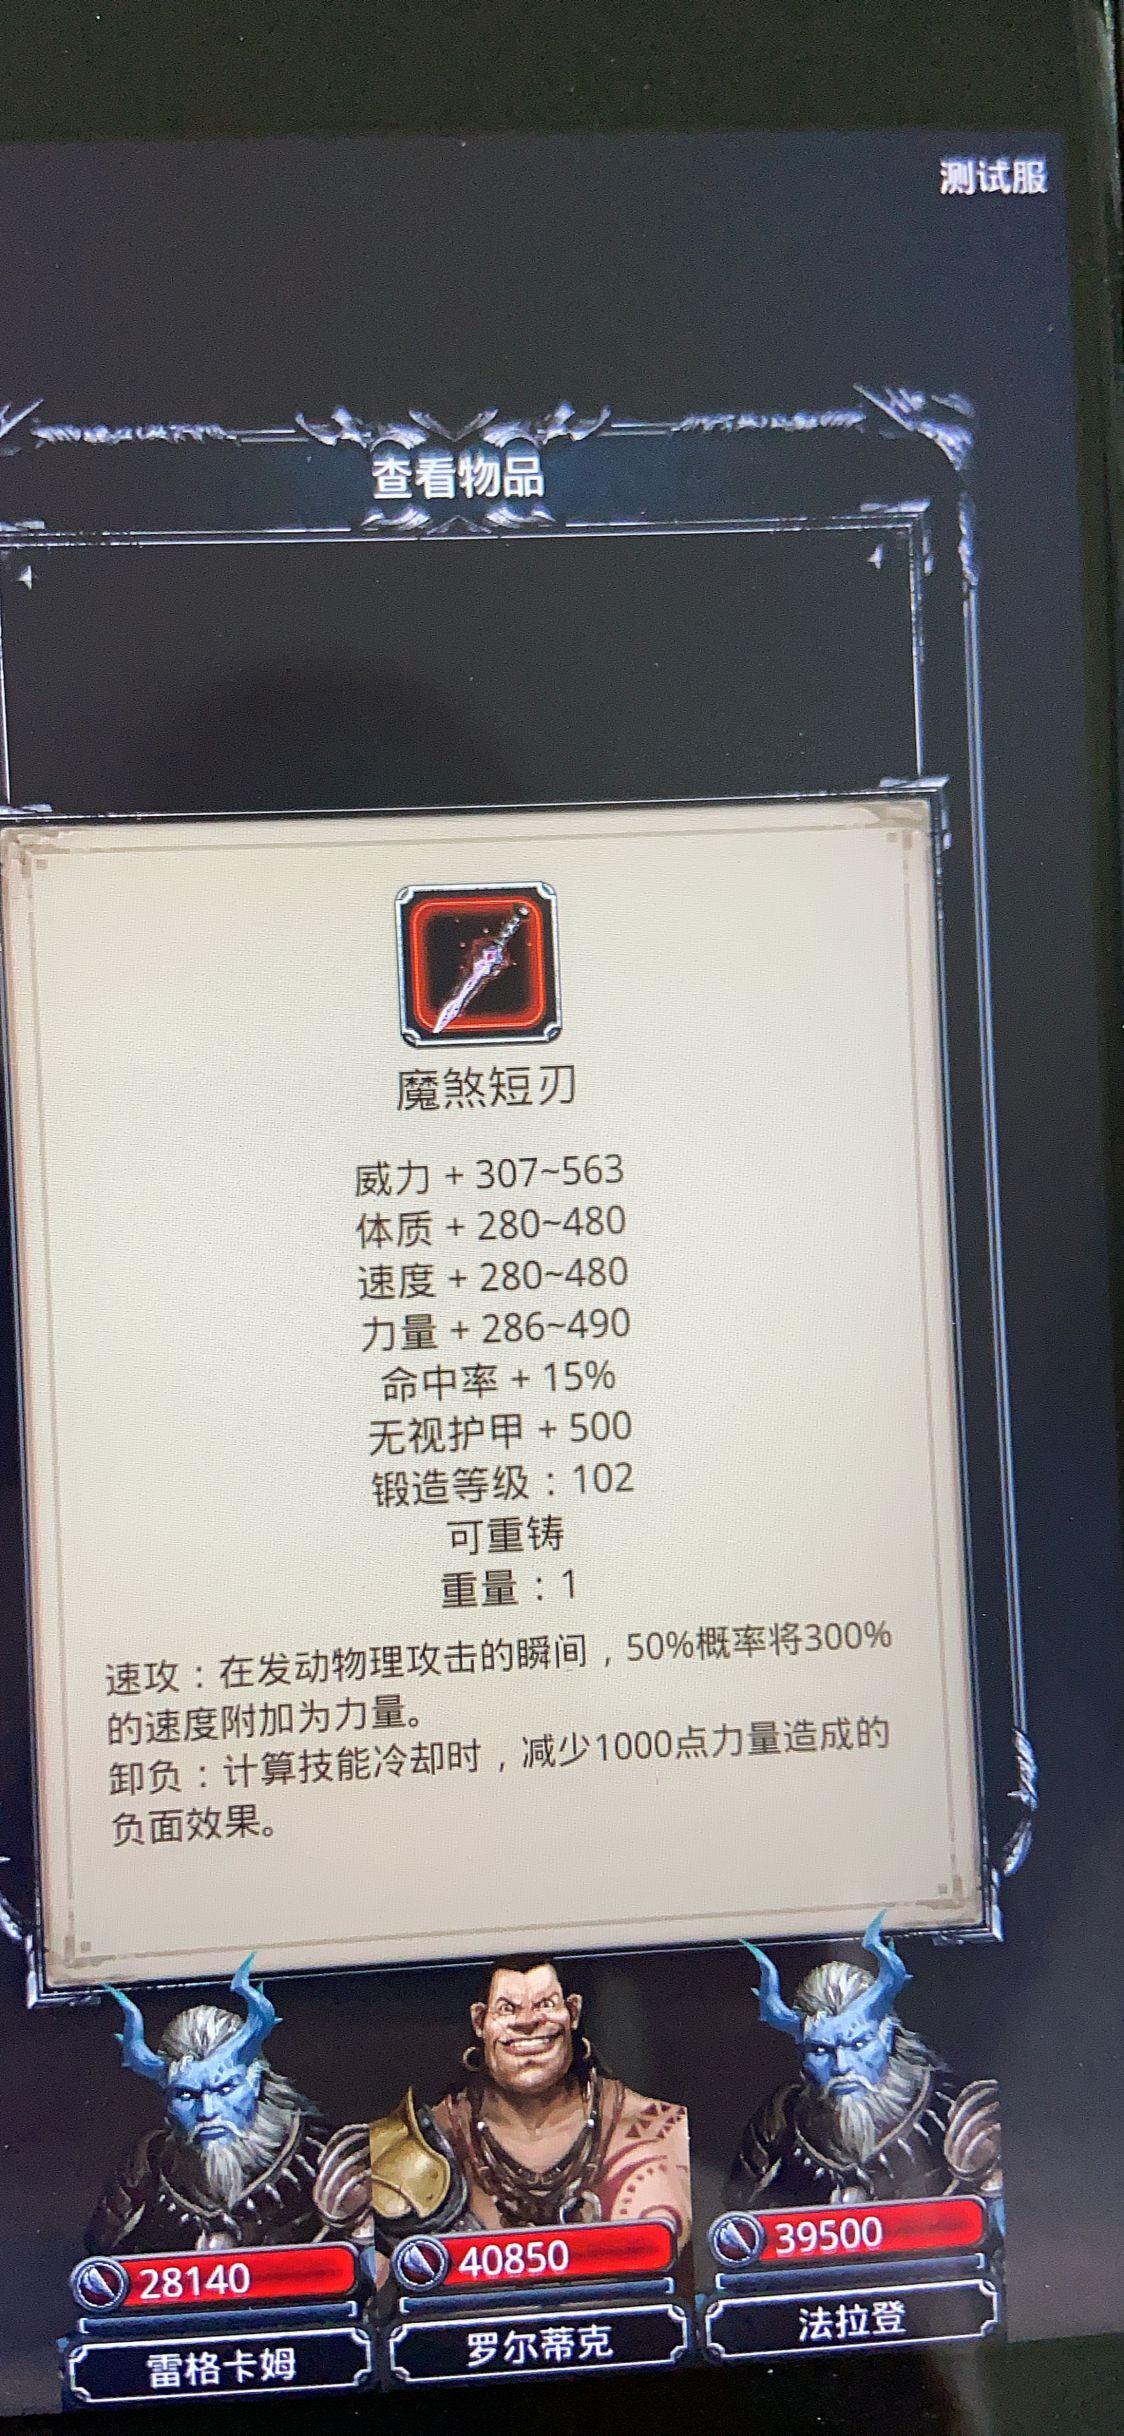 测试服
查看物品
魔煞短刃
威力 + 307~563
体质 + 280~480
速度 + 280~480
力量 + 286~490
命中率 + 15%
无视护甲 + 500
锻造等级：102
可重铸
重量：1
速攻：在发动物理攻击的瞬间，50%概率将300%
的速度附加为力量。
卸负：计算技能冷却时，减少1000点力量造成的
负面效果。
28140
40850
39500
雷格卡姆
罗尔蒂克
法拉登